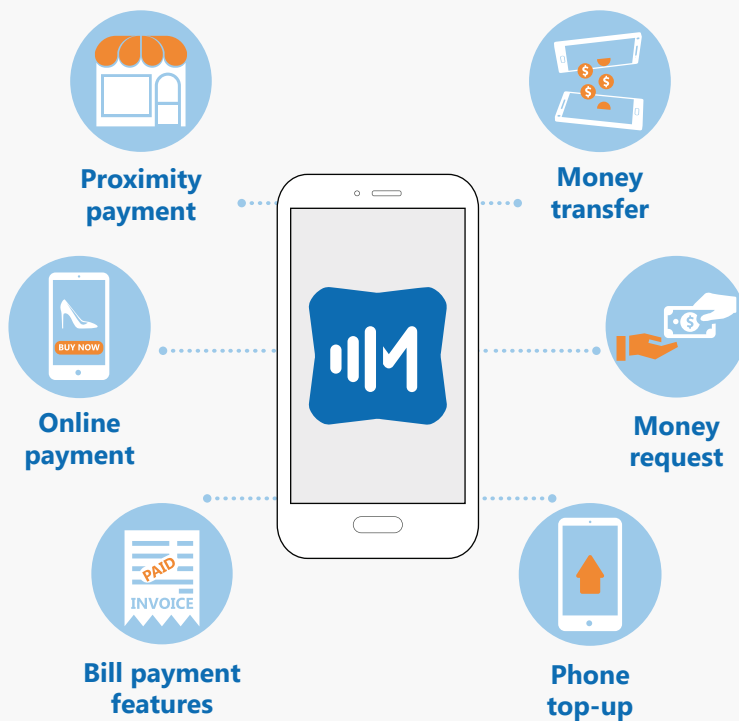 $
$
$
Proximity
payment
Money
transfer
BUY NOW
$
M
Online
payment
Money
request
PAID
INVOICE
Bill payment
features
Phone
top-up